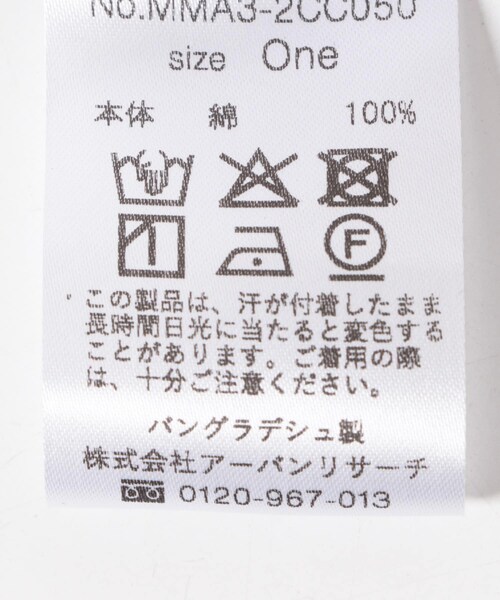 No.MMA3-2CC050
size One
本体 綿 100%
F
この製品は、汗が付着したまま
長時間日光に当たると変色する
ことがあります。ご着用の際
は、十分ご注意ください。
バングラデシュ製
株式会社アーバンリサーチ
0120-967-013